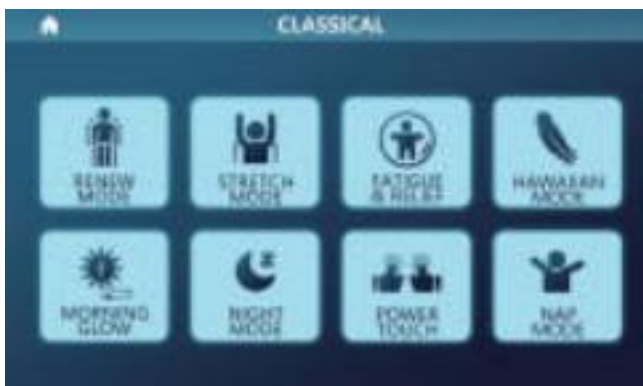 CLASSICAL
RENEW
MODE
STRETCH
MODE
FATIGUE
& RELIEF
HAWAIIAN
MODE
MORNING
GLOW
NIGHT
MODE
POWER
TOUCH
NAP
MODE